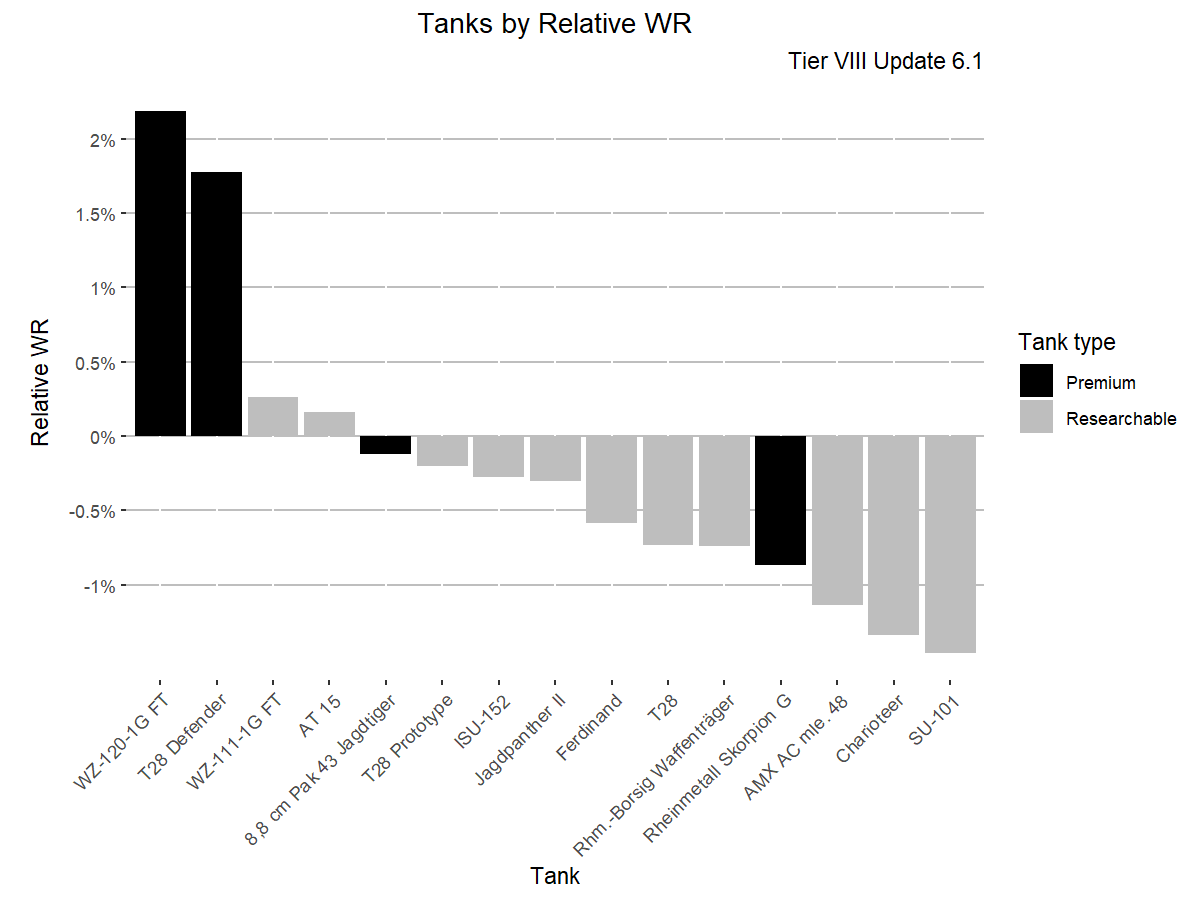 Tanks by Relative WR
Tier VIII Update 6.1
Relative WR
2%
1.5%
1%
0.5%
0%
-0.5%
-1%
WZ-120-1G FT
T28 Defender
WZ-111-1G FT
AT 15
8,8 cm Pak 43 Jagdtiger
T28 Prototype
ISU-152
Jagdpanther II
Ferdinand
T28
Rhm.-Borsig Waffenträger
Rheinmetall Skorpion G
AMX AC mle. 48
Charioteer
SU-101
Tank
Tank type
Premium
Researchable